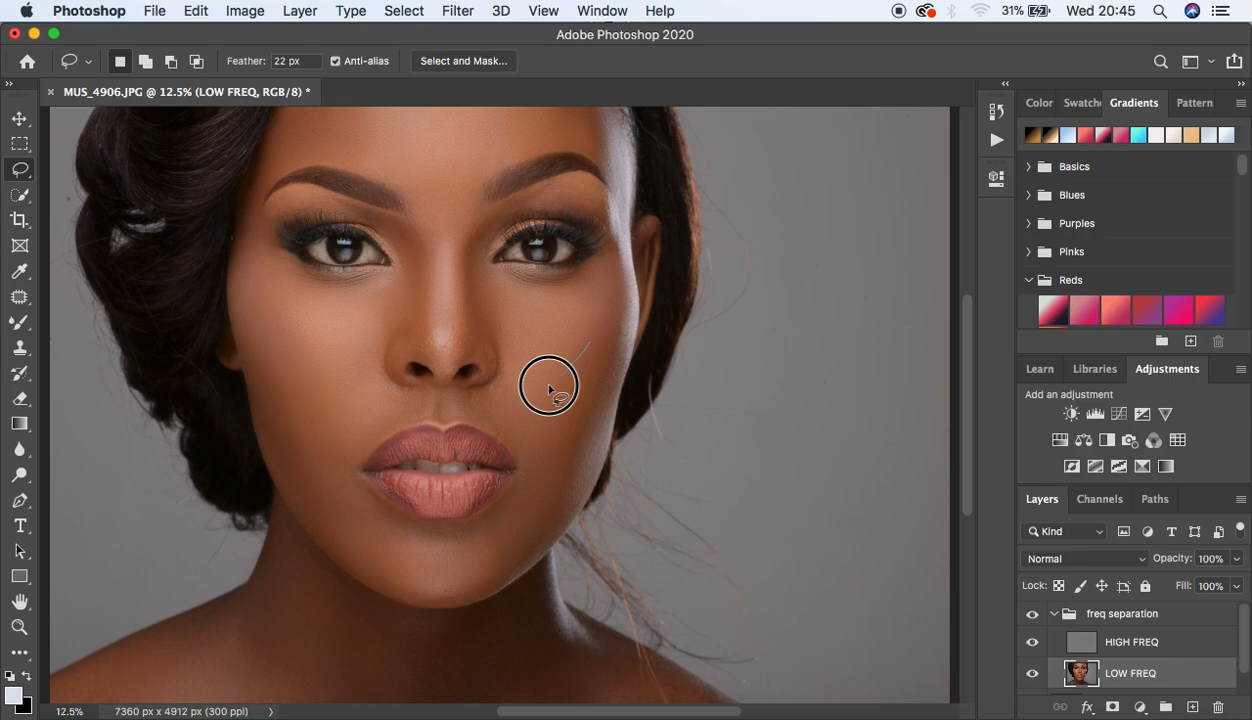 Photoshop File Edit Image Layer Type Select Filter 3D View Window Help 31% Wed 20:45
Adobe Photoshop 2020
Feather: 22 px Anti-alias Select and Mask...
MUS_4906.JPG @ 12.5% (LOW FREQ, RGB/8) *
Color Swatche Gradients Pattern
Basics
Blues
Purples
Pinks
Reds
Learn Libraries Adjustments
Add an adjustment
Layers Channels Paths
Kind
Normal Opacity: 100%
Lock: Fill: 100%
freq separation
HIGH FREQ
LOW FREQ
fx
12.5% 7360 px x 4912 px (300 ppi)